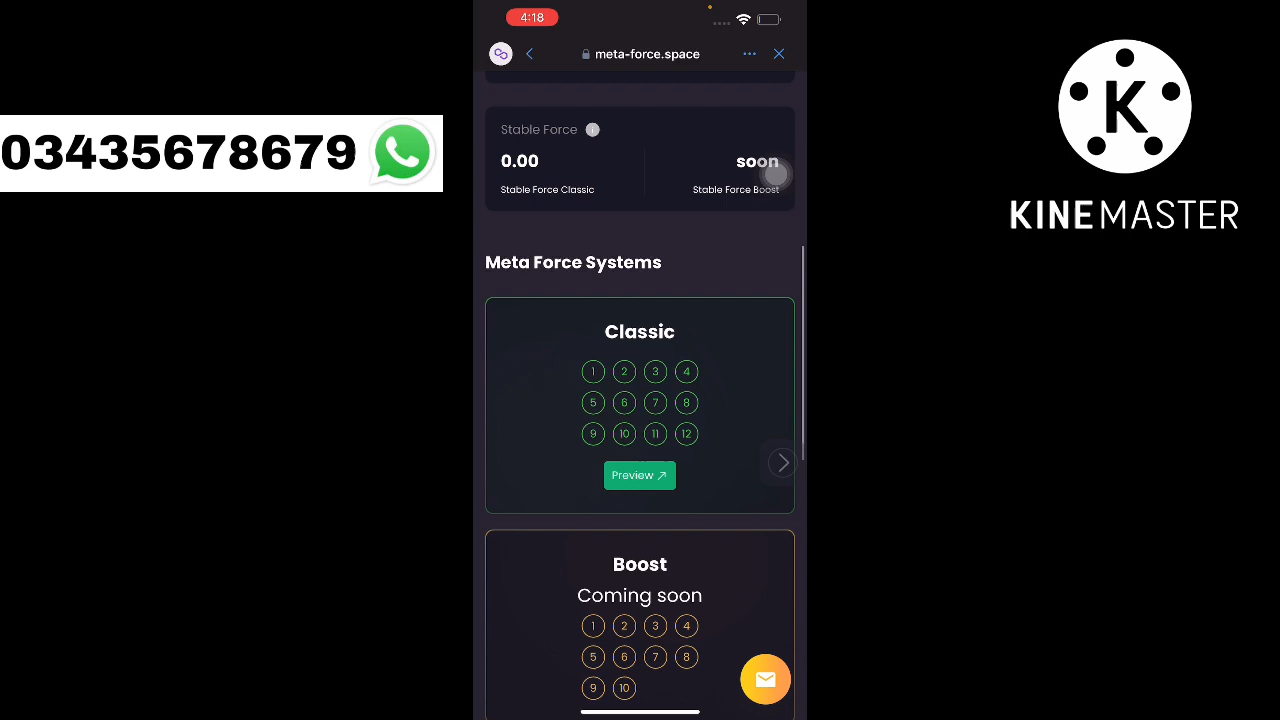 4:18
meta-force.space
03435678679
KINEMASTER
K
Stable Force i
0.00
soon
Stable Force Classic
Stable Force Boost
Meta Force Systems
Classic
1 2 3 4
5 6 7 8
9 10 11 12
Preview
Boost
Coming soon
1 2 3 4
5 6 7 8
9 10